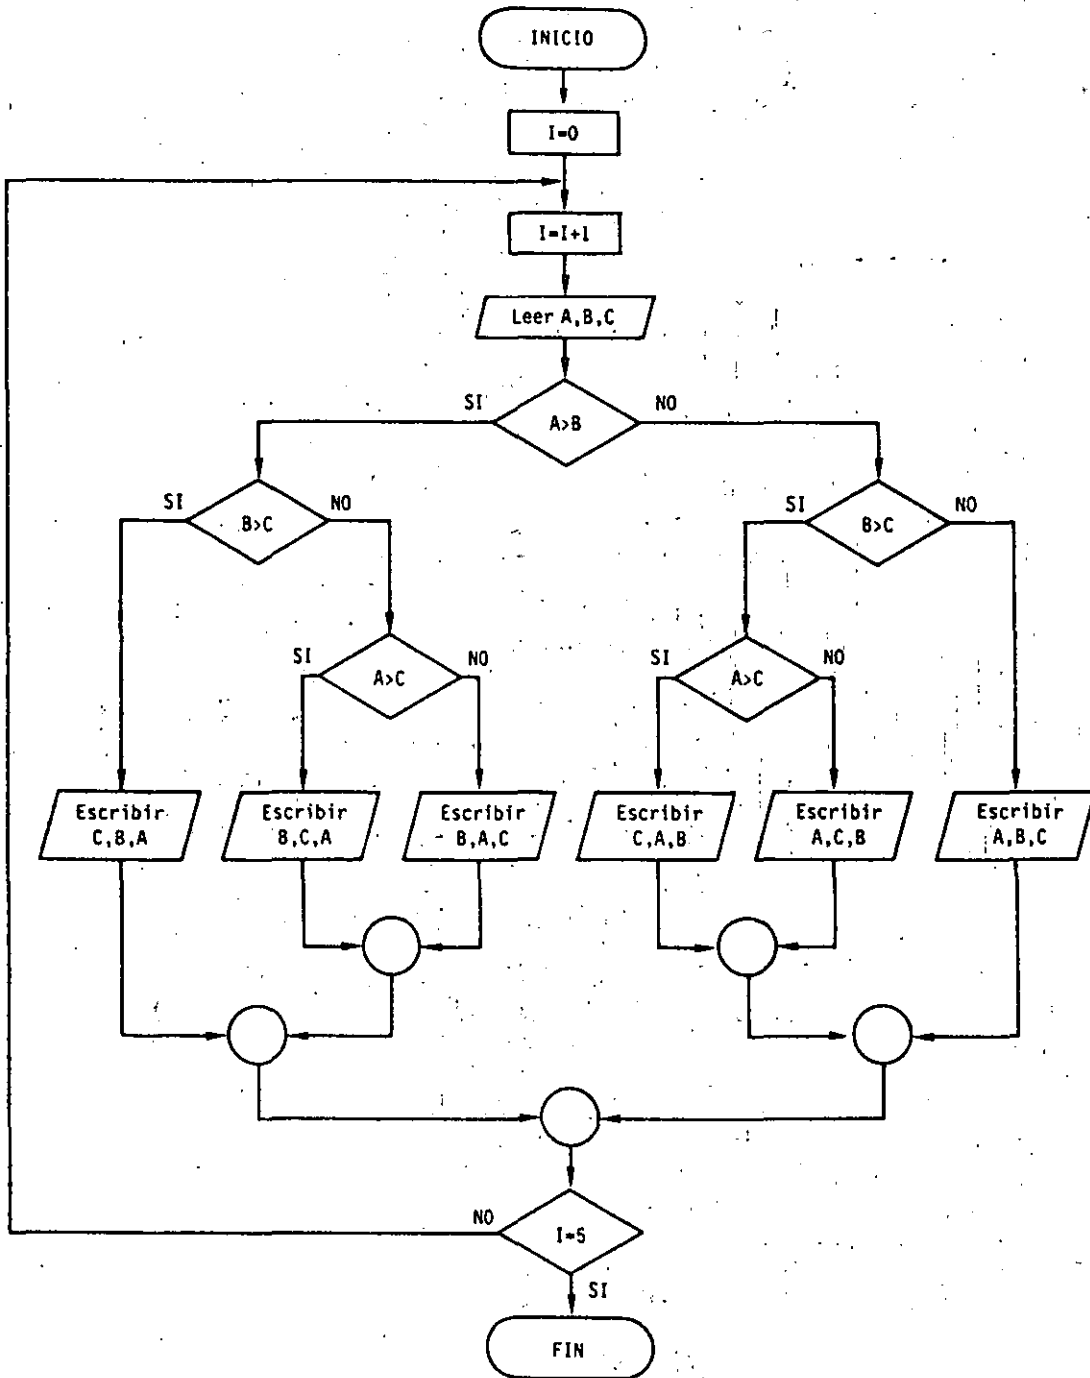 INICIO
I=0
I=I+1
Leer A,B,C
SI
NO
A>B
SI
NO
SI
NO
B>C
B>C
SI
NO
SI
NO
A>C
A>C
Escribir
C,B,A
Escribir
B,C,A
Escribir
B,A,C
Escribir
C,A,B
Escribir
A,C,B
Escribir
A,B,C
NO
I=5
SI
FIN